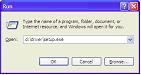 Run
Type the name of a program, folder, document, or
Internet resource, and Windows will open it for you.
Open:
d:\driver\setup.exe
OK
Cancel
Browse...